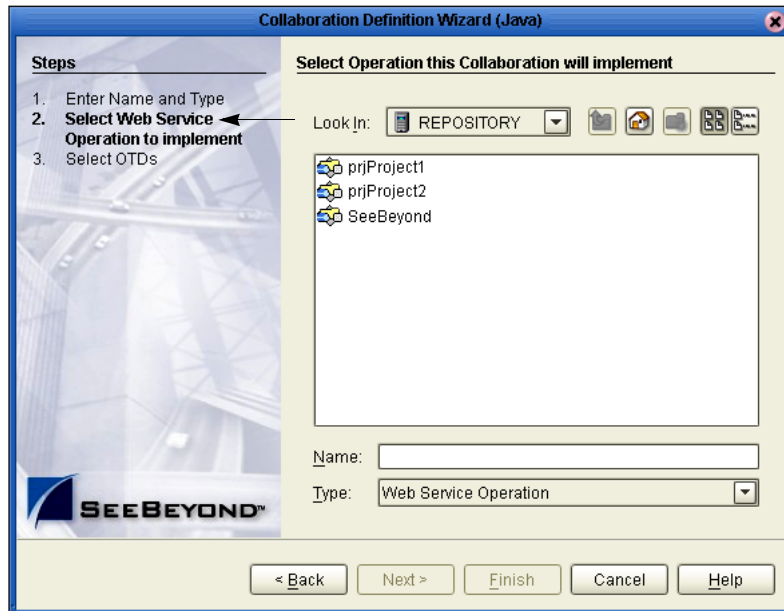 Collaboration Definition Wizard (Java)
Steps
1. Enter Name and Type
2. Select Web Service
Operation to implement
3. Select OTDs
Select Operation this Collaboration will implement
Look In:
REPOSITORY
prjProject1
prjProject2
SeeBeyond
Name:
Type:
Web Service Operation
SEEBEYOND™
< Back
Next >
Finish
Cancel
Help